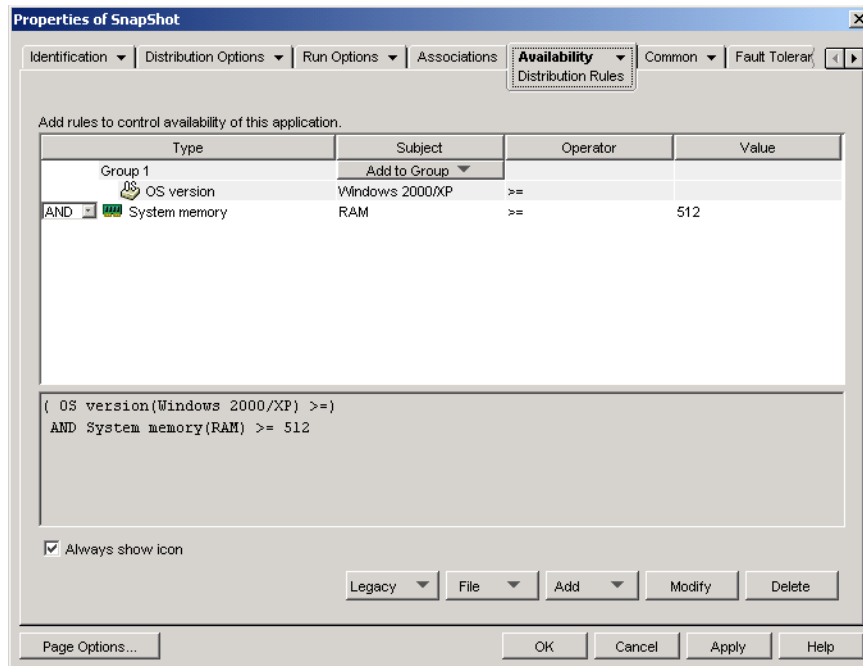 Properties of SnapShot
Identification Distribution Options Run Options Associations Availability Common Fault Toleran
Distribution Rules
Add rules to control availability of this application.
Type Subject Operator Value
Group 1 Add to Group
OS version Windows 2000/XP >=
AND System memory RAM >= 512
( OS version(Windows 2000/XP) >=)
AND System memory(RAM) >= 512
Always show icon
Legacy File Add Modify Delete
Page Options... OK Cancel Apply Help